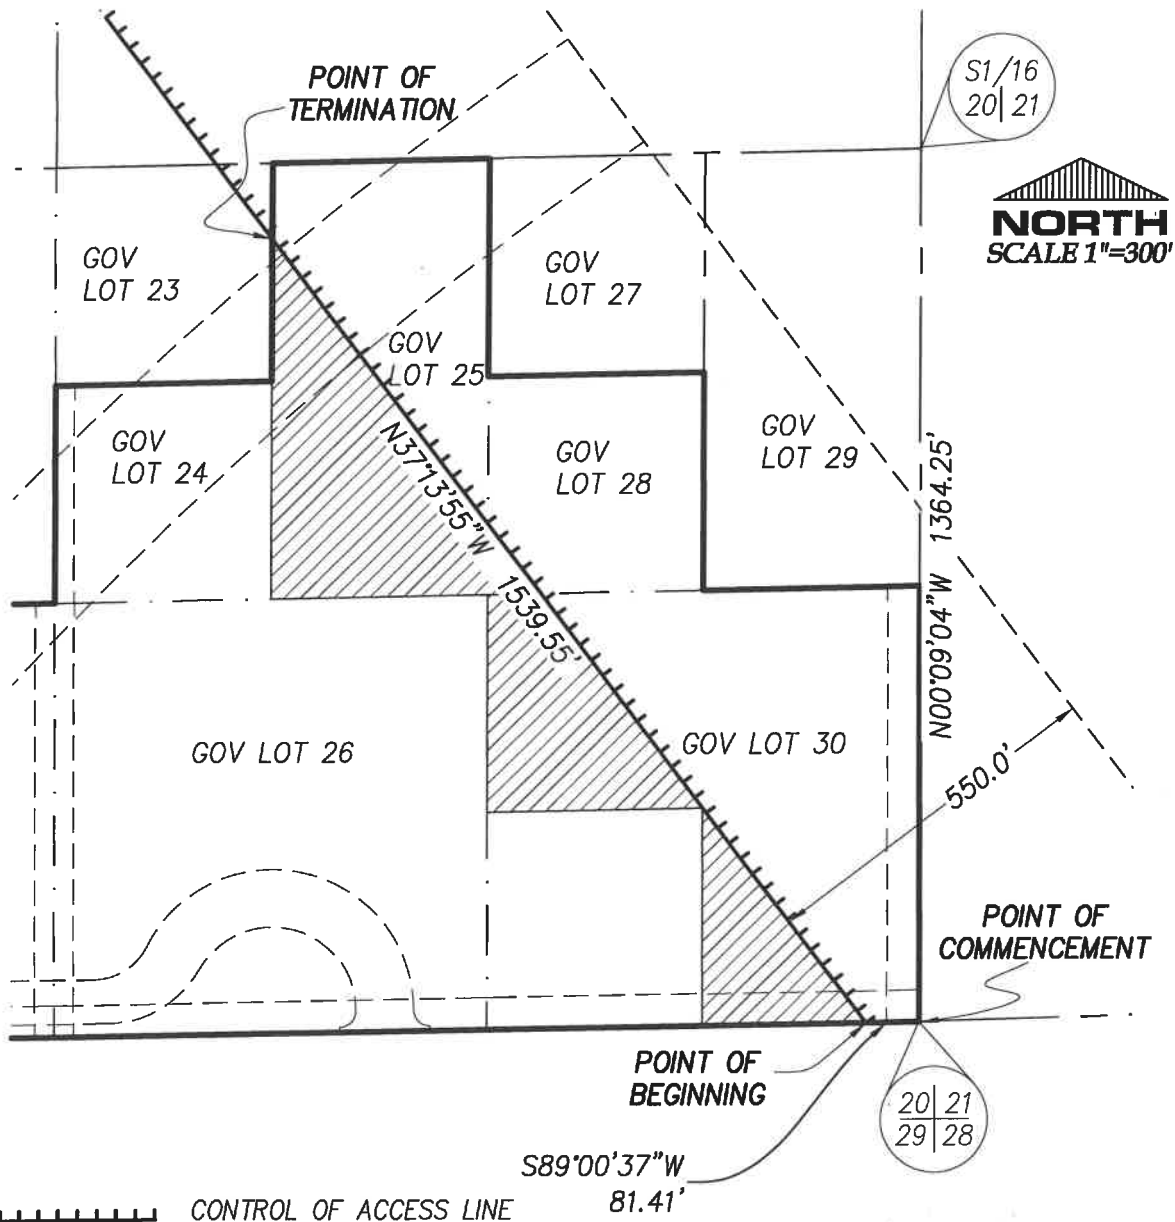 S1/16
20|21
POINT OF
TERMINATION
NORTH
SCALE 1"=300'
GOV
LOT 23
GOV
LOT 27
GOV
LOT 25
GOV
LOT 24
GOV
LOT 28
GOV
LOT 29
N37°13'55"W 1539.55'
N00°09'04"W 1364.25'
GOV LOT 26
GOV LOT 30
550.0'
POINT OF
COMMENCEMENT
POINT OF
BEGINNING
20|21
29|28
S89°00'37"W
81.41'
CONTROL OF ACCESS LINE